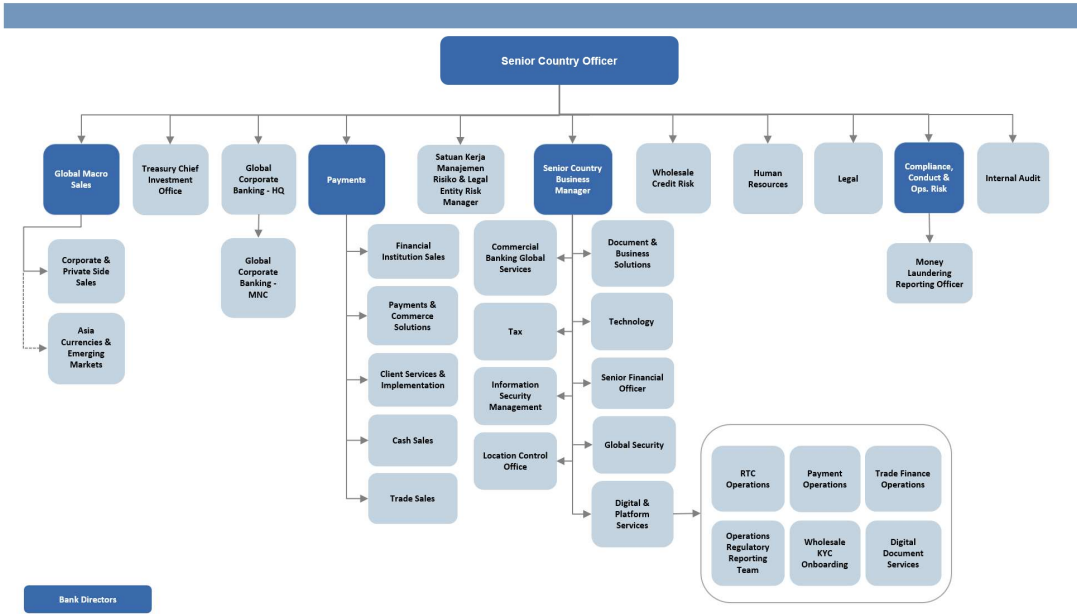 Senior Country Officer
Global Macro
Sales
Treasury Chief
Investment
Office
Global
Corporate
Banking - HQ
Payments
Satuan Kerja
Manajemen
Risiko & Legal
Entity Risk
Manager
Senior Country
Business
Manager
Wholesale
Credit Risk
Human
Resources
Legal
Compliance,
Conduct &
Ops. Risk
Internal Audit
Corporate &
Private Side
Sales
Asia
Currencies &
Emerging
Markets
Global
Corporate
Banking -
MNC
Financial
Institution Sales
Payments &
Commerce
Solutions
Client Services &
Implementation
Cash Sales
Trade Sales
Commercial
Banking Global
Services
Tax
Information
Security
Management
Location Control
Office
Document &
Business
Solutions
Technology
Senior Financial
Officer
Global Security
Digital &
Platform
Services
Money
Laundering
Reporting Officer
RTC
Operations
Payment
Operations
Trade Finance
Operations
Operations
Regulatory
Reporting
Team
Wholesale
KYC
Onboarding
Digital
Document
Services
Bank Directors